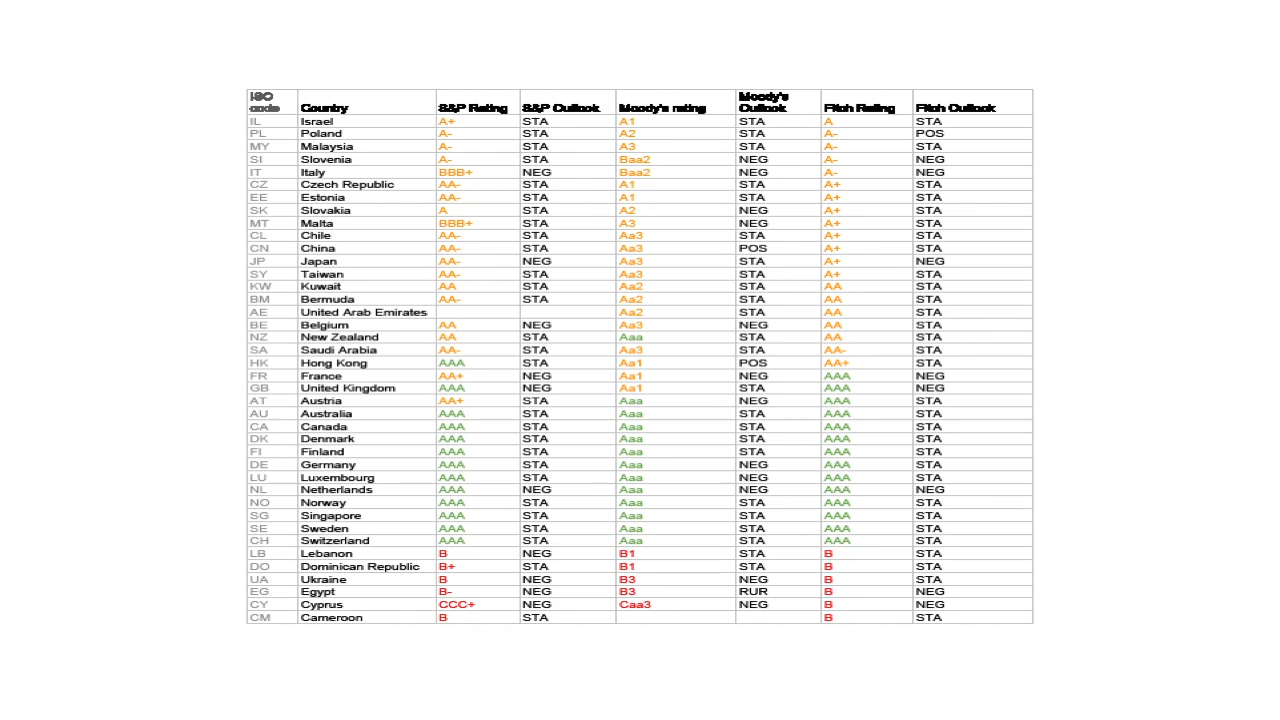 ISO code Country S&P Rating S&P Outlook Moody's rating Moody's Outlook Fitch Rating Fitch Outlook
IL Israel A+ STA A1 STA A STA
PL Poland A- STA A2 STA A- POS
MY Malaysia A- STA A3 STA A- STA
SI Slovenia A- STA Baa2 NEG A- NEG
IT Italy BBB+ NEG Baa2 NEG A- NEG
CZ Czech Republic AA- STA A1 STA A+ STA
EE Estonia AA- STA A1 STA A+ STA
SK Slovakia A STA A2 NEG A+ STA
MT Malta BBB+ STA A3 NEG A+ STA
CL Chile AA- STA Aa3 STA A+ STA
CN China AA- STA Aa3 POS A+ STA
JP Japan AA- NEG Aa3 STA A+ NEG
SY Taiwan AA- STA Aa3 STA A+ STA
KW Kuwait AA STA Aa2 STA AA STA
BM Bermuda AA- STA Aa2 STA AA STA
AE United Arab Emirates Aa2 STA AA STA
BE Belgium AA NEG Aa3 NEG AA STA
NZ New Zealand AA STA Aaa STA AA STA
SA Saudi Arabia AA- STA Aa3 STA AA- STA
HK Hong Kong AAA STA Aa1 POS AA+ STA
FR France AA+ NEG Aa1 NEG AAA NEG
GB United Kingdom AAA NEG Aa1 STA AAA NEG
AT Austria AA+ STA Aaa NEG AAA STA
AU Australia AAA STA Aaa STA AAA STA
CA Canada AAA STA Aaa STA AAA STA
DK Denmark AAA STA Aaa STA AAA STA
FI Finland AAA STA Aaa STA AAA STA
DE Germany AAA STA Aaa NEG AAA STA
LU Luxembourg AAA STA Aaa NEG AAA STA
NL Netherlands AAA NEG Aaa NEG AAA NEG
NO Norway AAA STA Aaa STA AAA STA
SG Singapore AAA STA Aaa STA AAA STA
SE Sweden AAA STA Aaa STA AAA STA
CH Switzerland AAA STA Aaa STA AAA STA
LB Lebanon B NEG B1 STA B STA
DO Dominican Republic B+ STA B1 STA B STA
UA Ukraine B NEG B3 NEG B STA
EG Egypt B- NEG B3 RUR B NEG
CY Cyprus CCC+ NEG Caa3 NEG B NEG
CM Cameroon B STA B STA